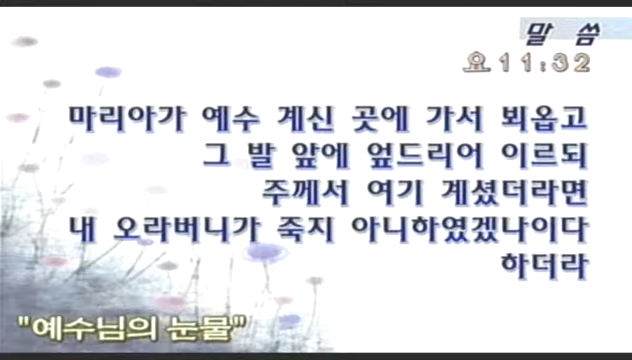 말 씀
요11:32
마리아가 예수 계신 곳에 가서 뵈옵고
그 발 앞에 엎드리어 이르되
주께서 여기 계셨더라면
내 오라버니가 죽지 아니하였겠나이다
하더라
"예수님의 눈물"